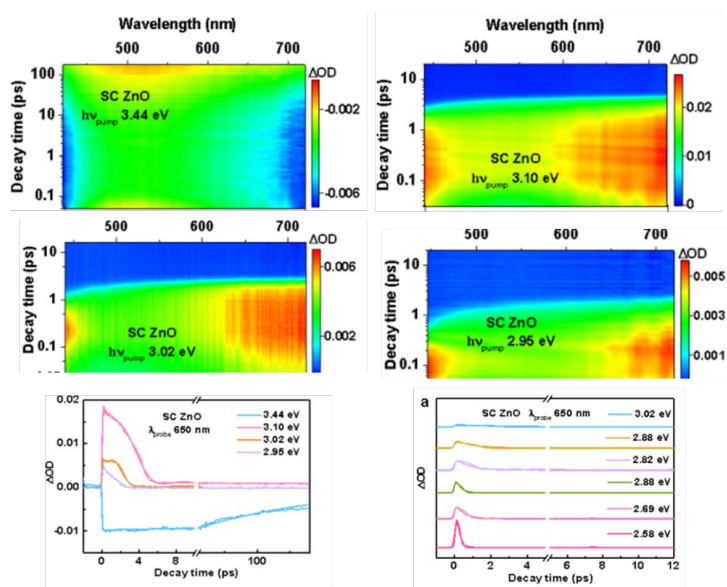 Wavelength (nm)
500 600 700
ΔOD
100
10
1
0.1
Decay time (ps)
SC ZnO
hνpump 3.44 eV
-0.002
-0.006
Wavelength (nm)
500 600 700
ΔOD
10
1
0.1
Decay time (ps)
SC ZnO
hνpump 3.10 eV
0.02
0.01
0
500 600 700
ΔOD
10
1
0.1
Decay time (ps)
SC ZnO
hνpump 3.02 eV
0.006
0.002
500 600 700
ΔOD
10
1
0.1
Decay time (ps)
SC ZnO
hνpump 2.95 eV
0.005
0.003
0.001
0.02
0.01
0.00
-0.01
ΔOD
SC ZnO
λprobe 650 nm
3.44 eV
3.10 eV
3.02 eV
2.95 eV
0 4 8 100
Decay time (ps)
a
SC ZnO λprobe 650 nm
ΔOD
3.02 eV
2.88 eV
2.82 eV
2.88 eV
2.69 eV
2.58 eV
0 2 4 6 8 10 12
Decay time (ps)